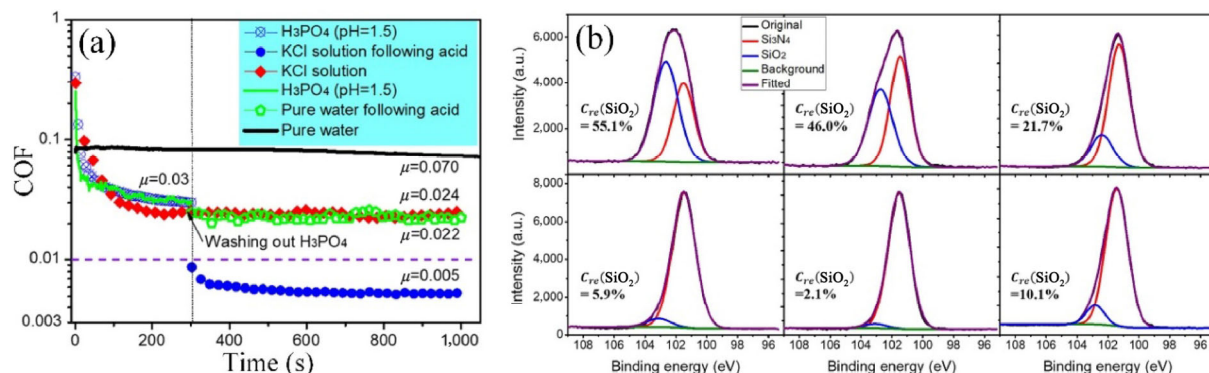 (a)
H₃PO₄ (pH=1.5)
KCl solution following acid
KCl solution
H₃PO₄ (pH=1.5)
Pure water following acid
Pure water
1
0.1
0.01
0.003
COF
μ=0.03
μ=0.070
μ=0.024
μ=0.022
μ=0.005
Washing out H₃PO₄
0 200 400 600 800 1,000
Time (s)
(b)
Original
Si₃N₄
SiO₂
Background
Fitted
Intensity (a.u.)
6,000
4,000
2,000
Cre(SiO₂)
= 55.1%
Intensity (a.u.)
Cre(SiO₂)
= 46.0%
Cre(SiO₂)
= 21.7%
Intensity (a.u.)
8,000
6,000
4,000
2,000
0
Cre(SiO₂)
= 5.9%
Cre(SiO₂)
=2.1%
Cre(SiO₂)
=10.1%
108 106 104 102 100 98 96
108 106 104 102 100 98 96
108 106 104 102 100 98 96
Binding energy (eV)
Binding energy (eV)
Binding energy (eV)